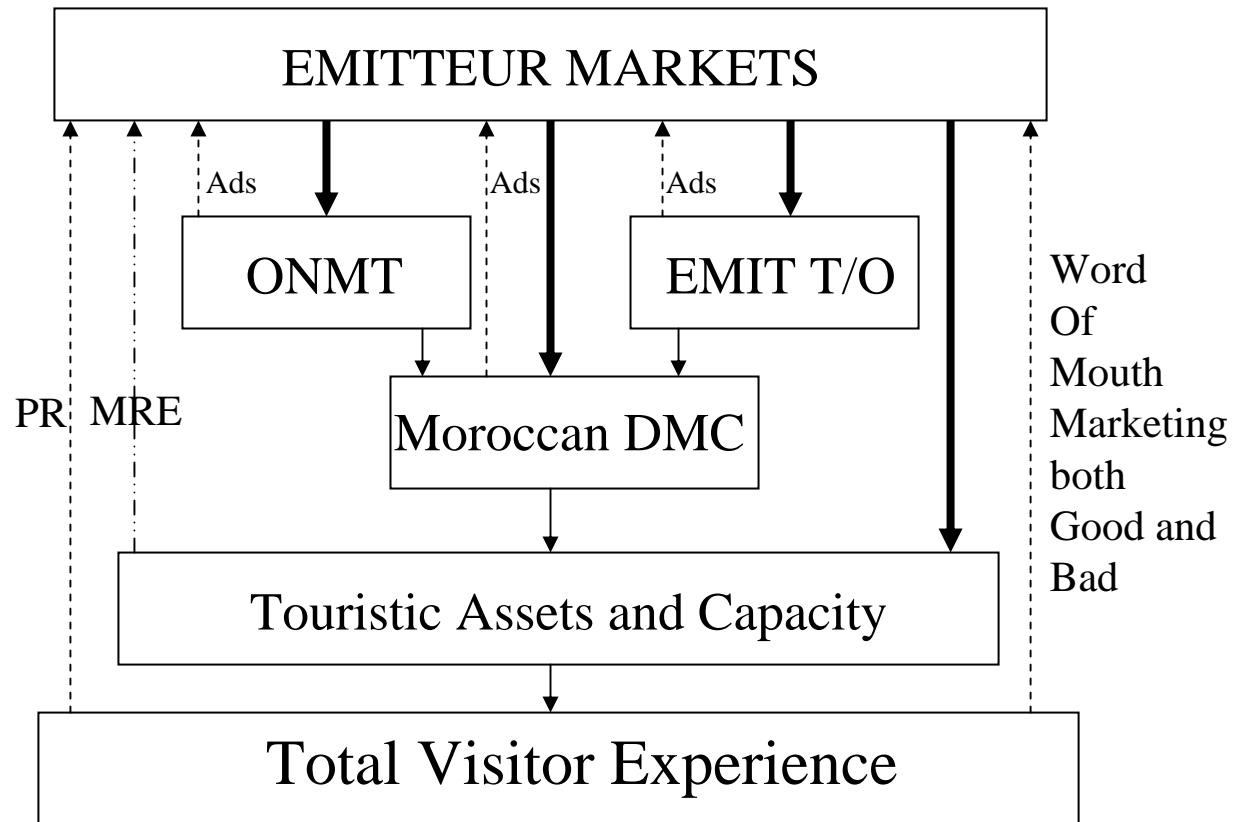 EMITTEUR MARKETS
Ads
Ads
Ads
ONMT
EMIT T/O
PR
MRE
Moroccan DMC
Word
Of
Mouth
Marketing
both
Good and
Bad
Touristic Assets and Capacity
Total Visitor Experience